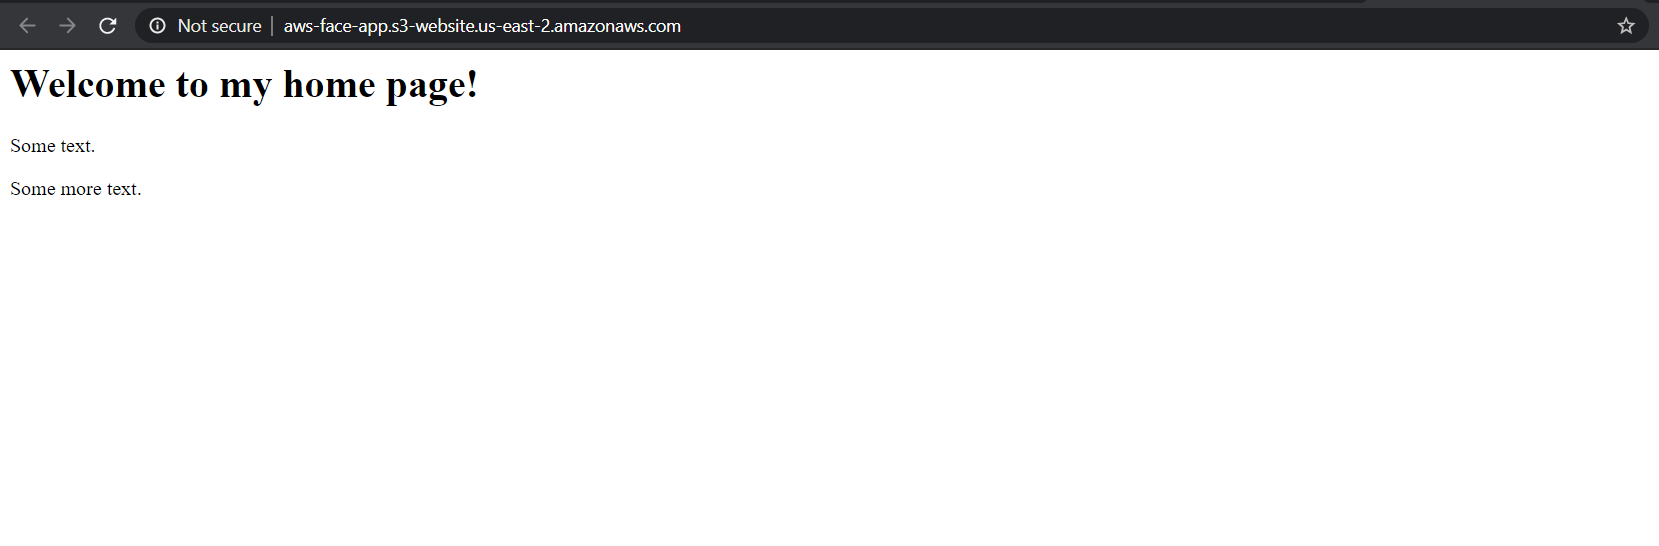 Not secure | aws-face-app.s3-website.us-east-2.amazonaws.com
Welcome to my home page!
Some text.
Some more text.